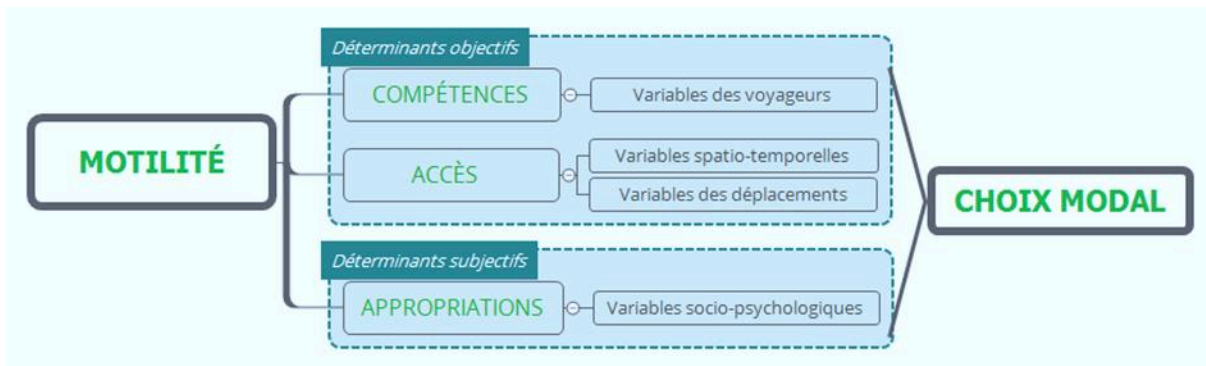 MOTILITÉ
Déterminants objectifs
COMPÉTENCES
Variables des voyageurs
ACCÈS
Variables spatio-temporelles
Variables des déplacements
Déterminants subjectifs
APPROPRIATIONS
Variables socio-psychologiques
CHOIX MODAL